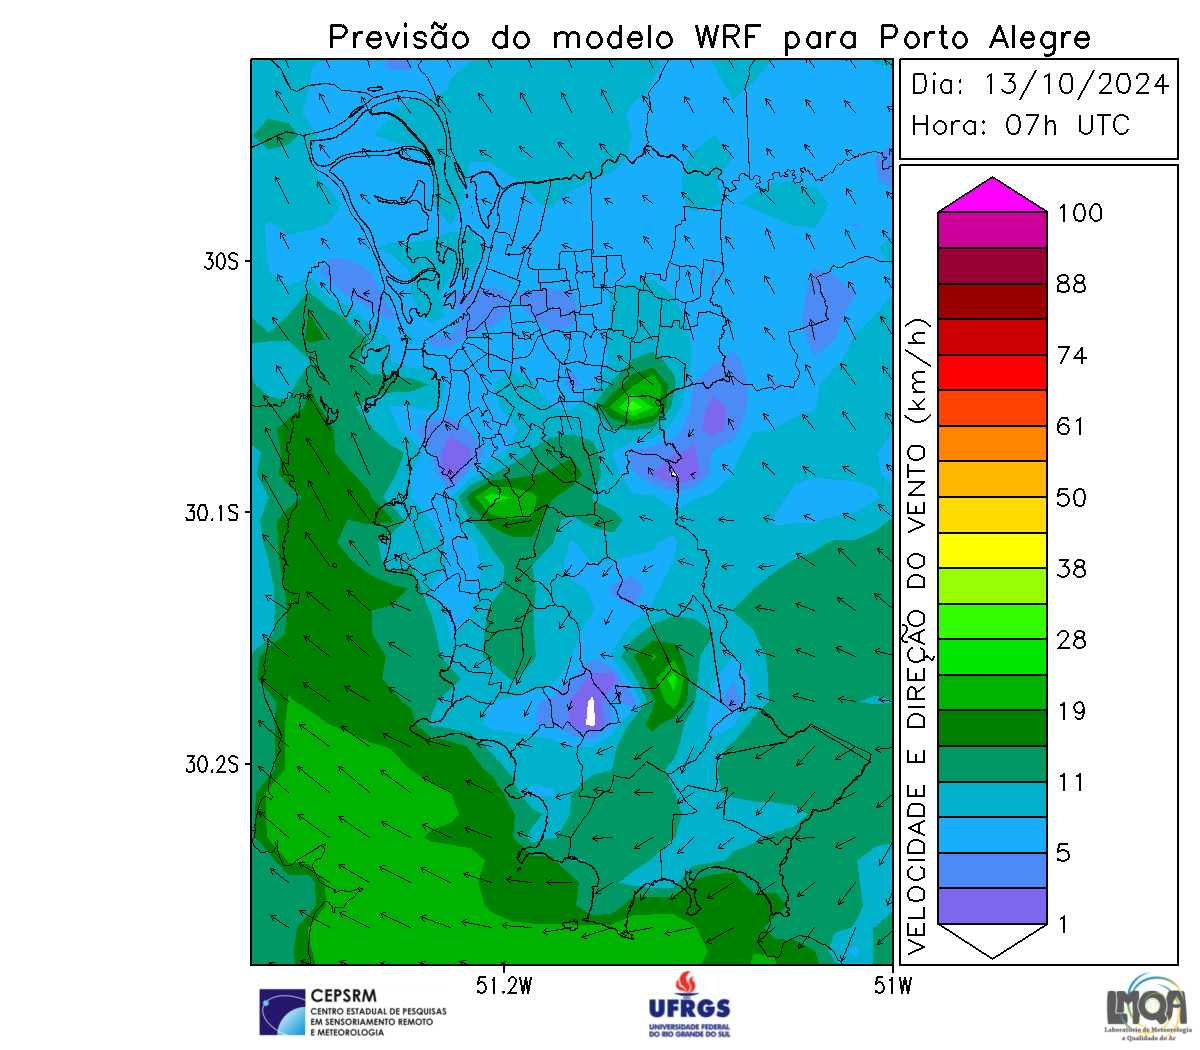 Previsão do modelo WRF para Porto Alegre
Dia: 13/10/2024
Hora: 07h UTC
30S
30.1S
30.2S
51.2W
51W
VELOCIDADE E DIREÇÃO DO VENTO (km/h)
100
88
74
61
50
38
28
19
11
5
1
CEPSRM
CENTRO ESTADUAL DE PESQUISAS
EM SENSORIAMENTO REMOTO
E METEOROLOGIA
UFRGS
UNIVERSIDADE FEDERAL
DO RIO GRANDE DO SUL
LMQA
Laboratório de Meteorologia
e Qualidade do Ar